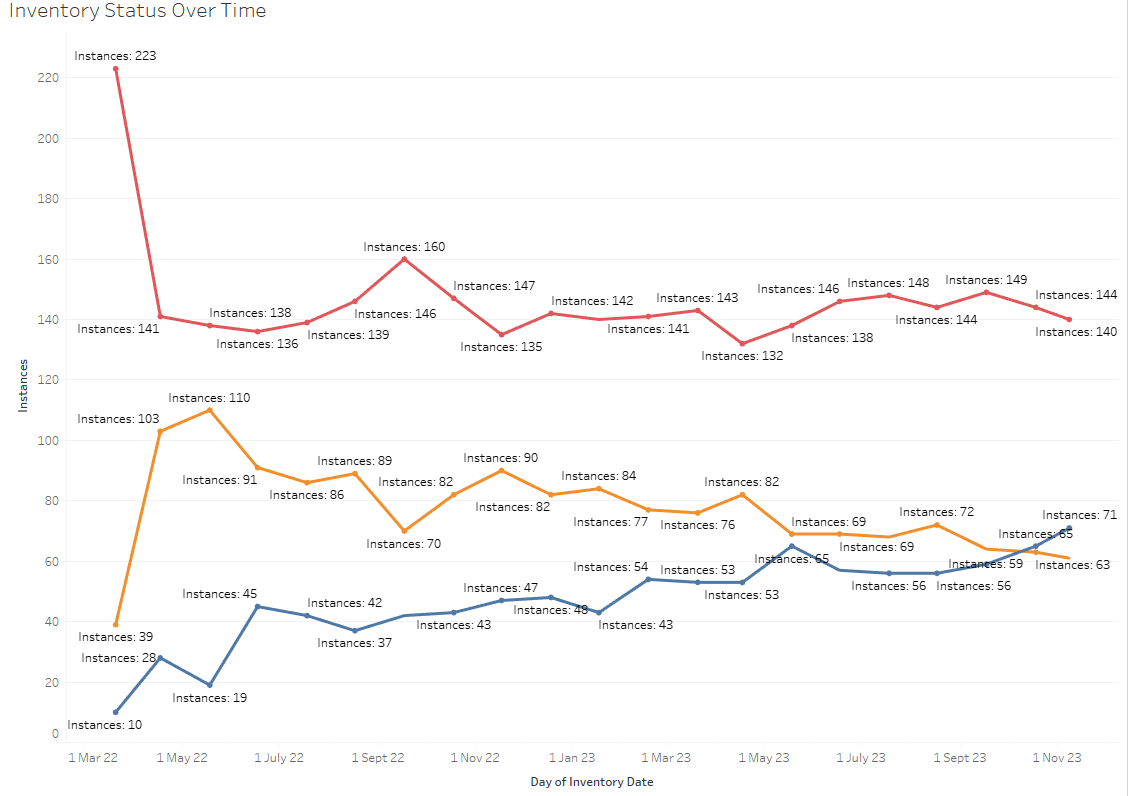 Inventory Status Over Time
Instances: 223
220
200
180
160
Instances: 160
Instances: 147
Instances: 142
Instances: 143
Instances: 146
Instances: 148
Instances: 149
Instances: 144
Instances: 138
Instances: 146
Instances: 144
Instances: 141
Instances: 141
Instances: 140
140
Instances: 136
Instances: 139
Instances: 135
Instances: 132
Instances: 138
120
Instances
Instances: 110
Instances: 103
100
Instances: 91
Instances: 86
Instances: 89
Instances: 82
Instances: 90
Instances: 82
Instances: 84
Instances: 77
Instances: 76
Instances: 82
80
Instances: 70
Instances: 69
Instances: 69
Instances: 72
Instances: 71
Instances: 65
Instances: 63
60
Instances: 54
Instances: 53
Instances: 53
Instances: 65
Instances: 56
Instances: 56
Instances: 59
Instances: 45
Instances: 42
Instances: 37
Instances: 43
Instances: 47
Instances: 48
Instances: 43
40
Instances: 39
Instances: 28
20
Instances: 19
Instances: 10
0
1 Mar 22
1 May 22
1 July 22
1 Sept 22
1 Nov 22
1 Jan 23
1 Mar 23
1 May 23
1 July 23
1 Sept 23
1 Nov 23
Day of Inventory Date